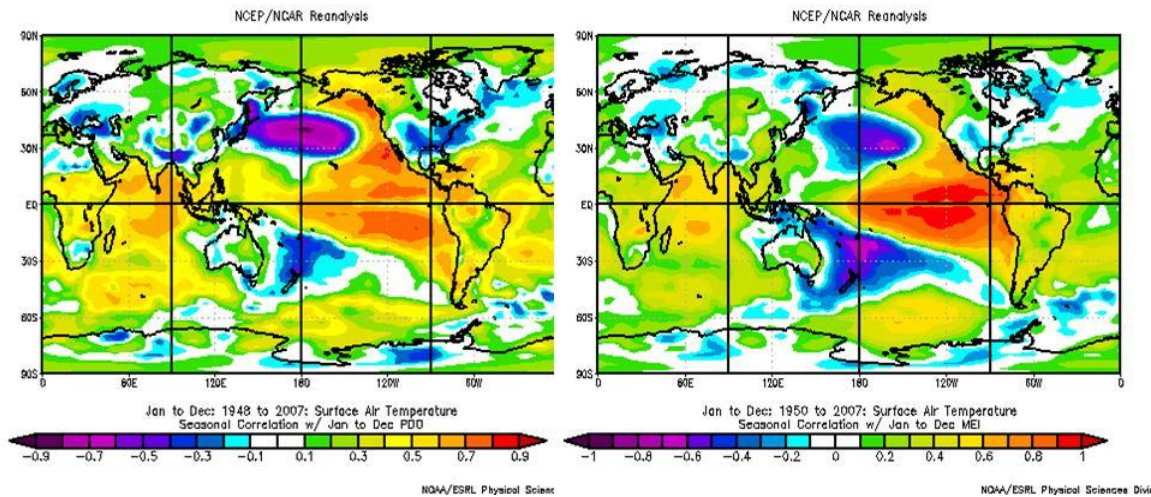 NCEP/NCAR Reanalysis
90N
60N
30N
EQ
30S
60S
90S
0
60E
120E
180
120W
60W
Jan to Dec: 1948 to 2007: Surface Air Temperature
Seasonal Correlation w/ Jan to Dec PDO
-0.9 -0.7 -0.5 -0.3 -0.1 0.1 0.3 0.5 0.7 0.9
NOAA/ESRL Physical Scienc
NCEP/NCAR Reanalysis
90N
60N
30N
EQ
30S
60S
90S
0
60E
120E
180
120W
60W
0
Jan to Dec: 1950 to 2007: Surface Air Temperature
Seasonal Correlation w/ Jan to Dec MEI
-1 -0.8 -0.6 -0.4 -0.2 0 0.2 0.4 0.6 0.8 1
NOAA/ESRL Physical Sciences Divi